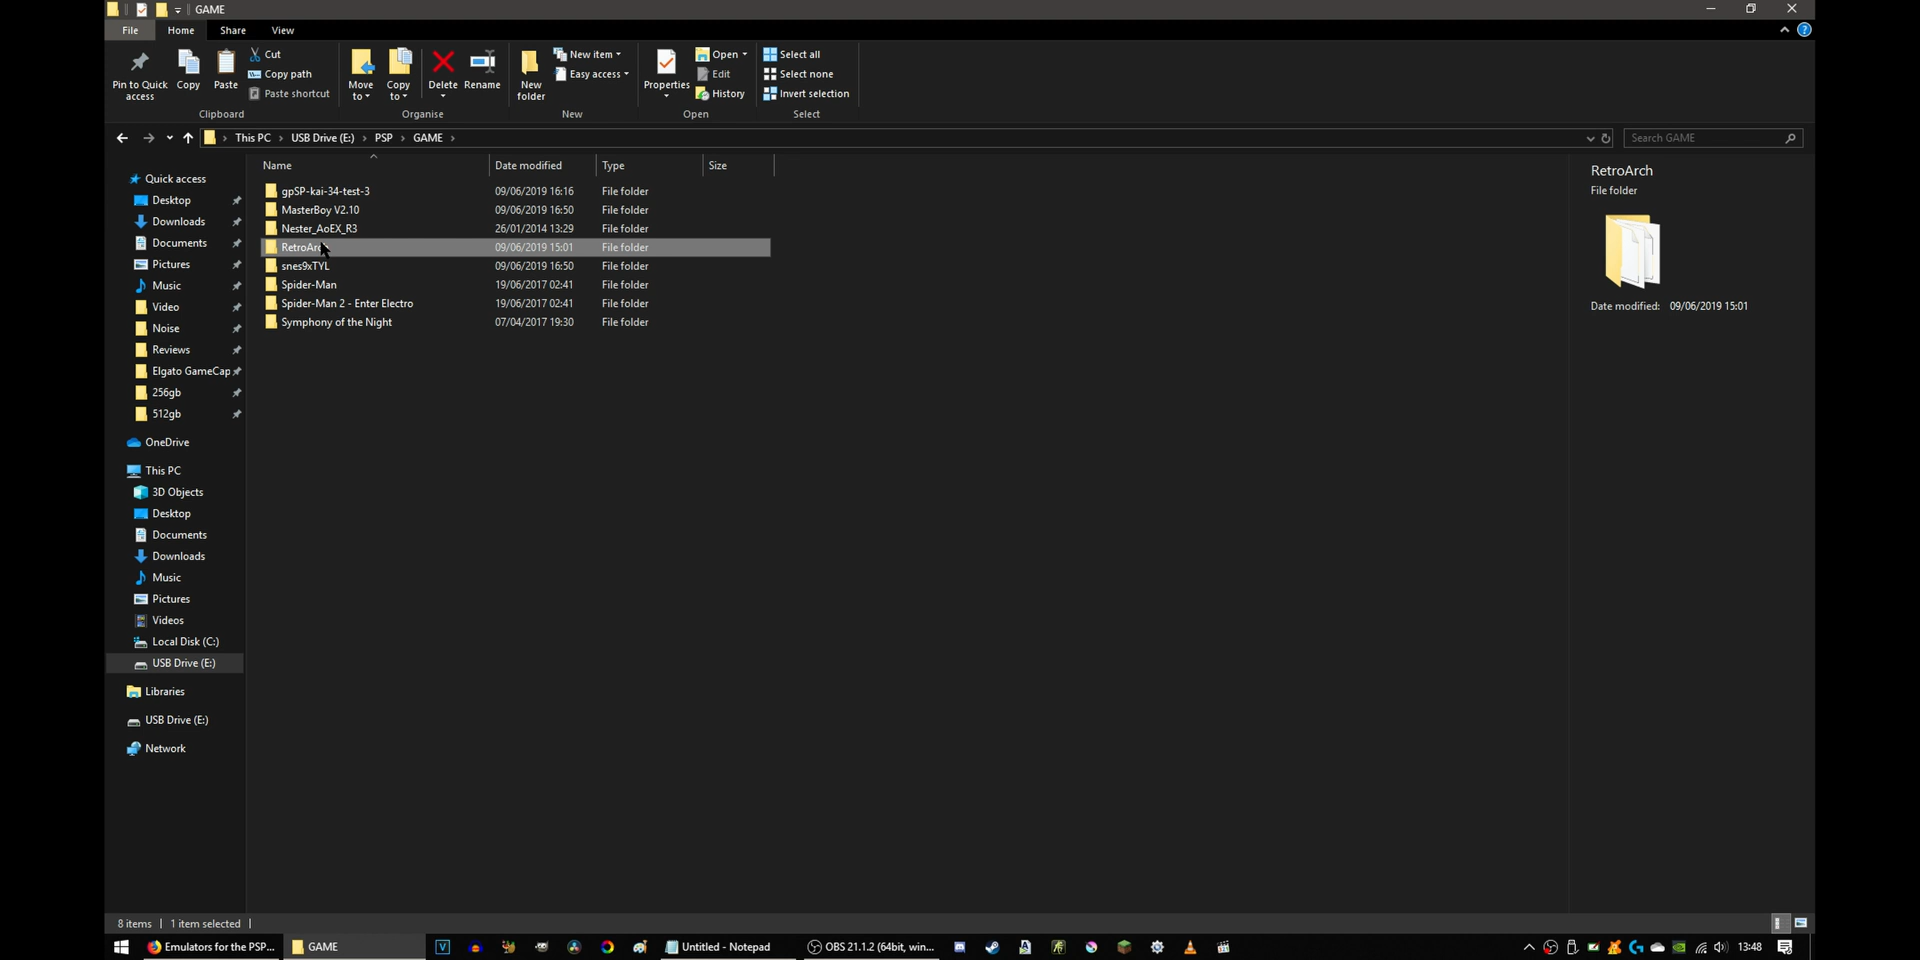 GAME
File Home Share View
Pin to Quick access
Copy
Paste
Cut
Copy path
Paste shortcut
Clipboard
Move to
Copy to
Delete
Rename
Organise
New folder
New item
Easy access
New
Properties
Open
Edit
History
Open
Select all
Select none
Invert selection
Select
This PC > USB Drive (E:) > PSP > GAME >
Search GAME
Name Date modified Type Size
gpSP-kai-34-test-3 09/06/2019 16:16 File folder
MasterBoy V2.10 09/06/2019 16:50 File folder
Nester_AoEX_R3 26/01/2014 13:29 File folder
RetroArc 09/06/2019 15:01 File folder
snes9xTYL 09/06/2019 16:50 File folder
Spider-Man 19/06/2017 02:41 File folder
Spider-Man 2 - Enter Electro 19/06/2017 02:41 File folder
Symphony of the Night 07/04/2017 19:30 File folder
Quick access
Desktop
Downloads
Documents
Pictures
Music
Video
Noise
Reviews
Elgato GameCap
256gb
512gb
OneDrive
This PC
3D Objects
Desktop
Documents
Downloads
Music
Pictures
Videos
Local Disk (C:)
USB Drive (E:)
Libraries
USB Drive (E:)
Network
RetroArch
File folder
Date modified: 09/06/2019 15:01
8 items 1 item selected
Emulators for the PSP... GAME Untitled - Notepad OBS 21.1.2 (64bit, win... 13:48